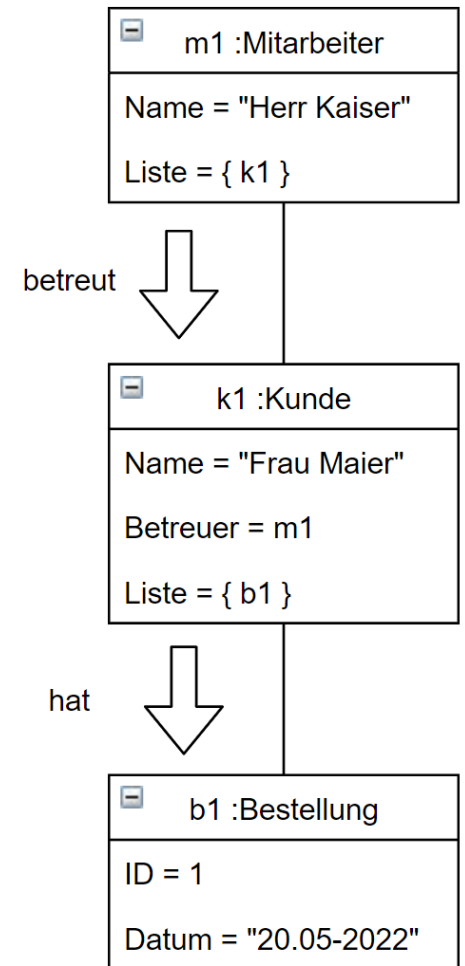 m1 :Mitarbeiter
Name = "Herr Kaiser"
Liste = { k1 }
betreut
k1 :Kunde
Name = "Frau Maier"
Betreuer = m1
Liste = { b1 }
hat
b1 :Bestellung
ID = 1
Datum = "20.05-2022"